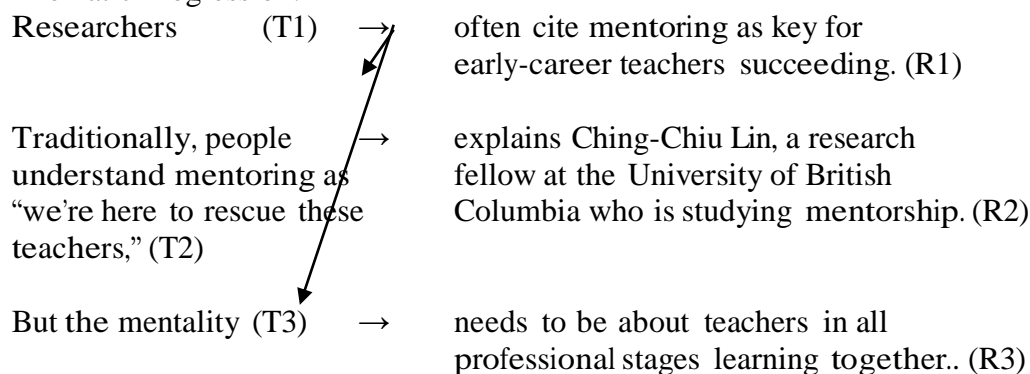 Researchers (T1) → often cite mentoring as key for
early-career teachers succeeding. (R1)
Traditionally, people → explains Ching-Chiu Lin, a research
understand mentoring as fellow at the University of British
“we’re here to rescue these Columbia who is studying mentorship. (R2)
teachers,” (T2)
But the mentality (T3) → needs to be about teachers in all
professional stages learning together.. (R3)